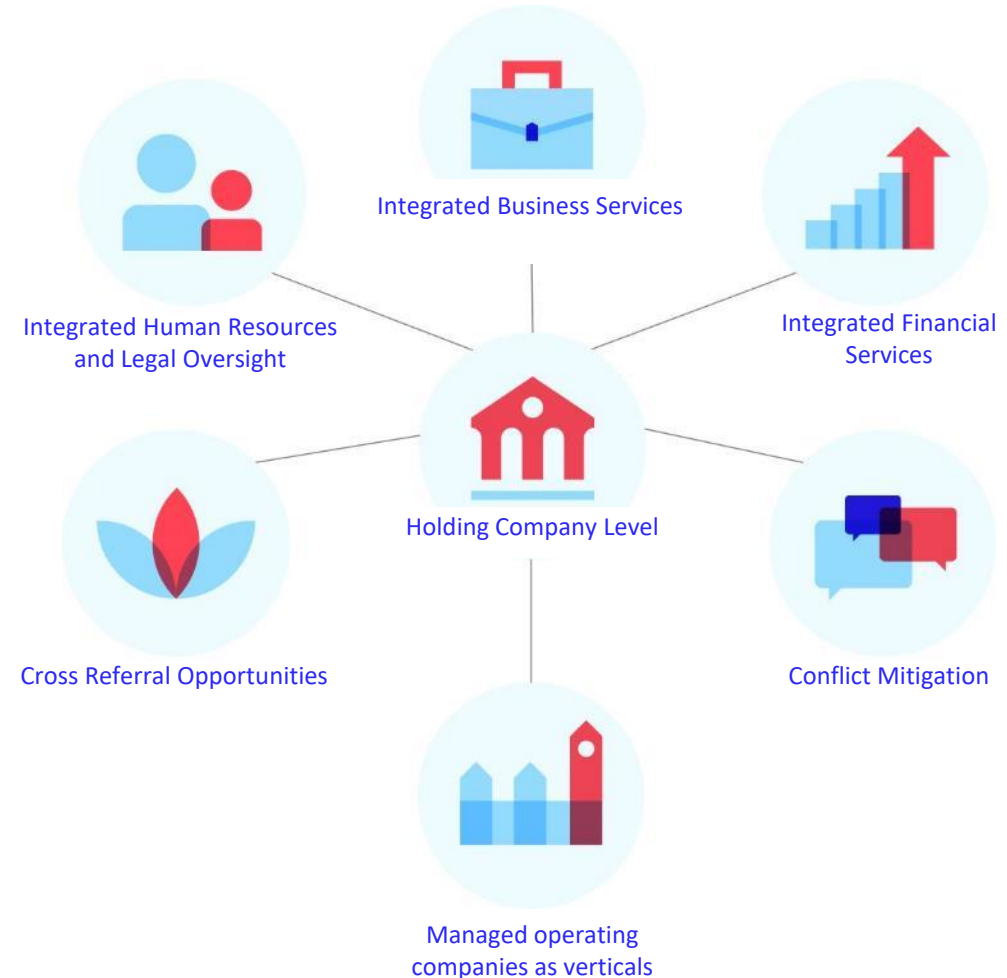 Integrated Business Services
Integrated Human Resources
and Legal Oversight
Integrated Financial
Services
Holding Company Level
Cross Referral Opportunities
Conflict Mitigation
Managed operating
companies as verticals